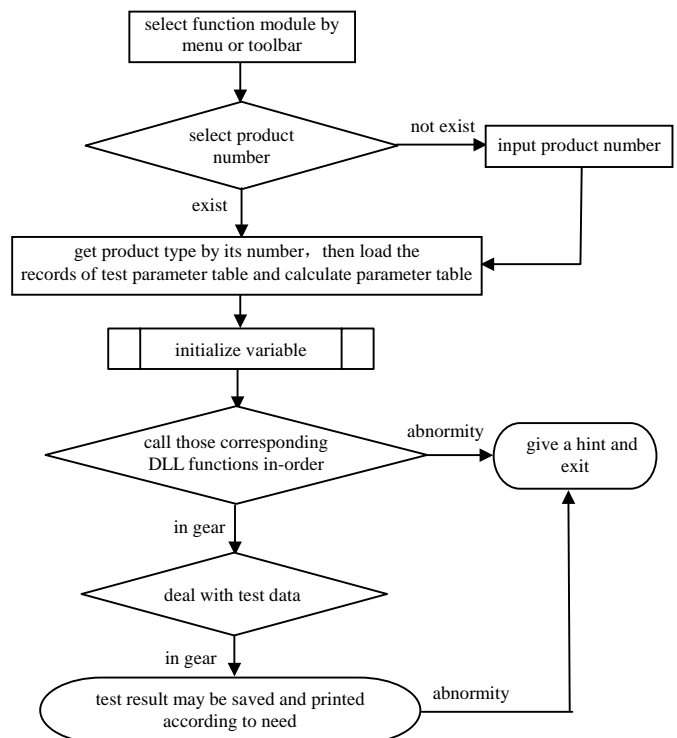 select function module by
menu or toolbar
select product
number
not exist
input product number
exist
get product type by its number，then load the
records of test parameter table and calculate parameter table
initialize variable
call those corresponding
DLL functions in-order
abnormity
give a hint and
exit
in gear
deal with test data
in gear
test result may be saved and printed
according to need
abnormity